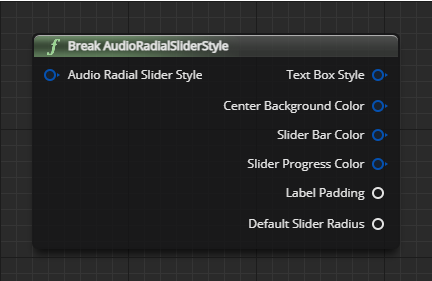 Break AudioRadialSliderStyle
Audio Radial Slider Style
Text Box Style
Center Background Color
Slider Bar Color
Slider Progress Color
Label Padding
Default Slider Radius